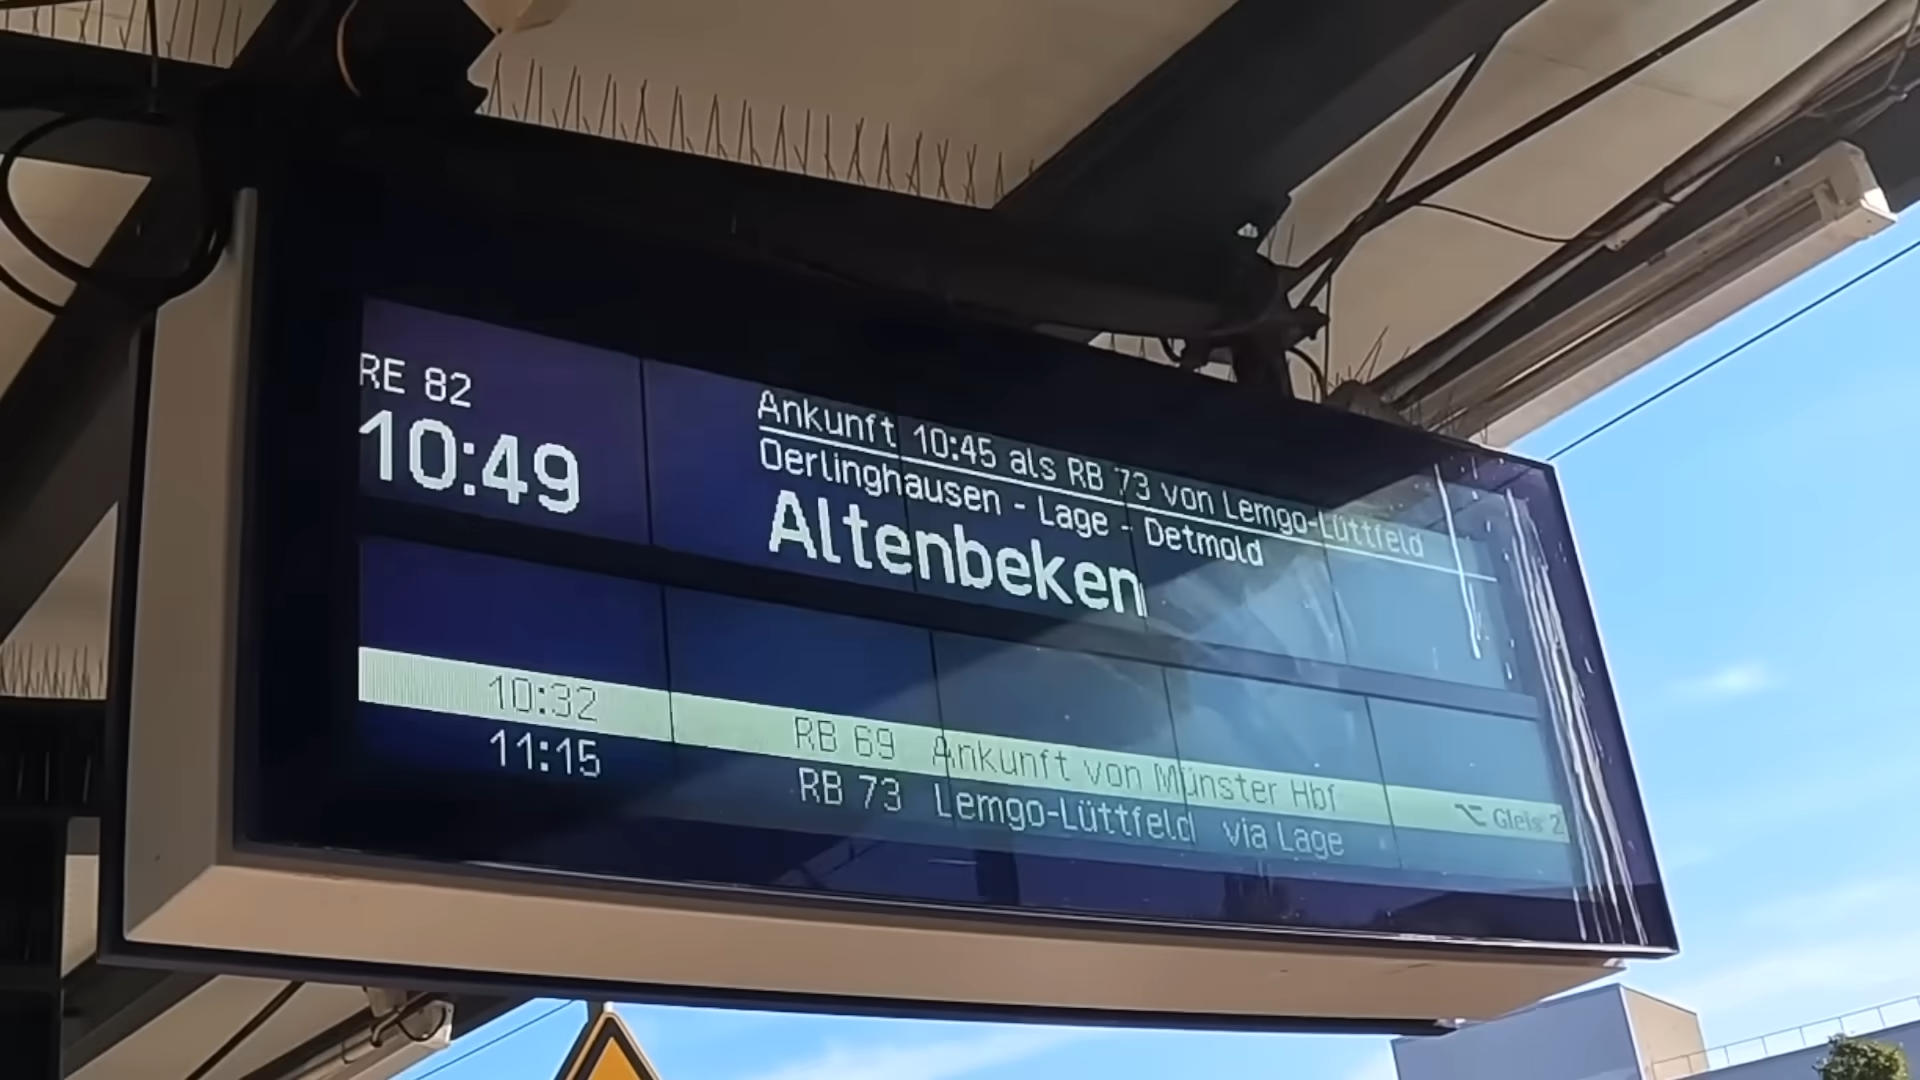 RE 82
10:49
Ankunft 10:45 als RB 73 von Lemgo-Lüttfeld
Oerlinghausen - Lage - Detmold
Altenbeken
10:32 RB 69 Ankunft von Münster Hbf Gleis 2
11:15 RB 73 Lemgo-Lüttfeld via Lage